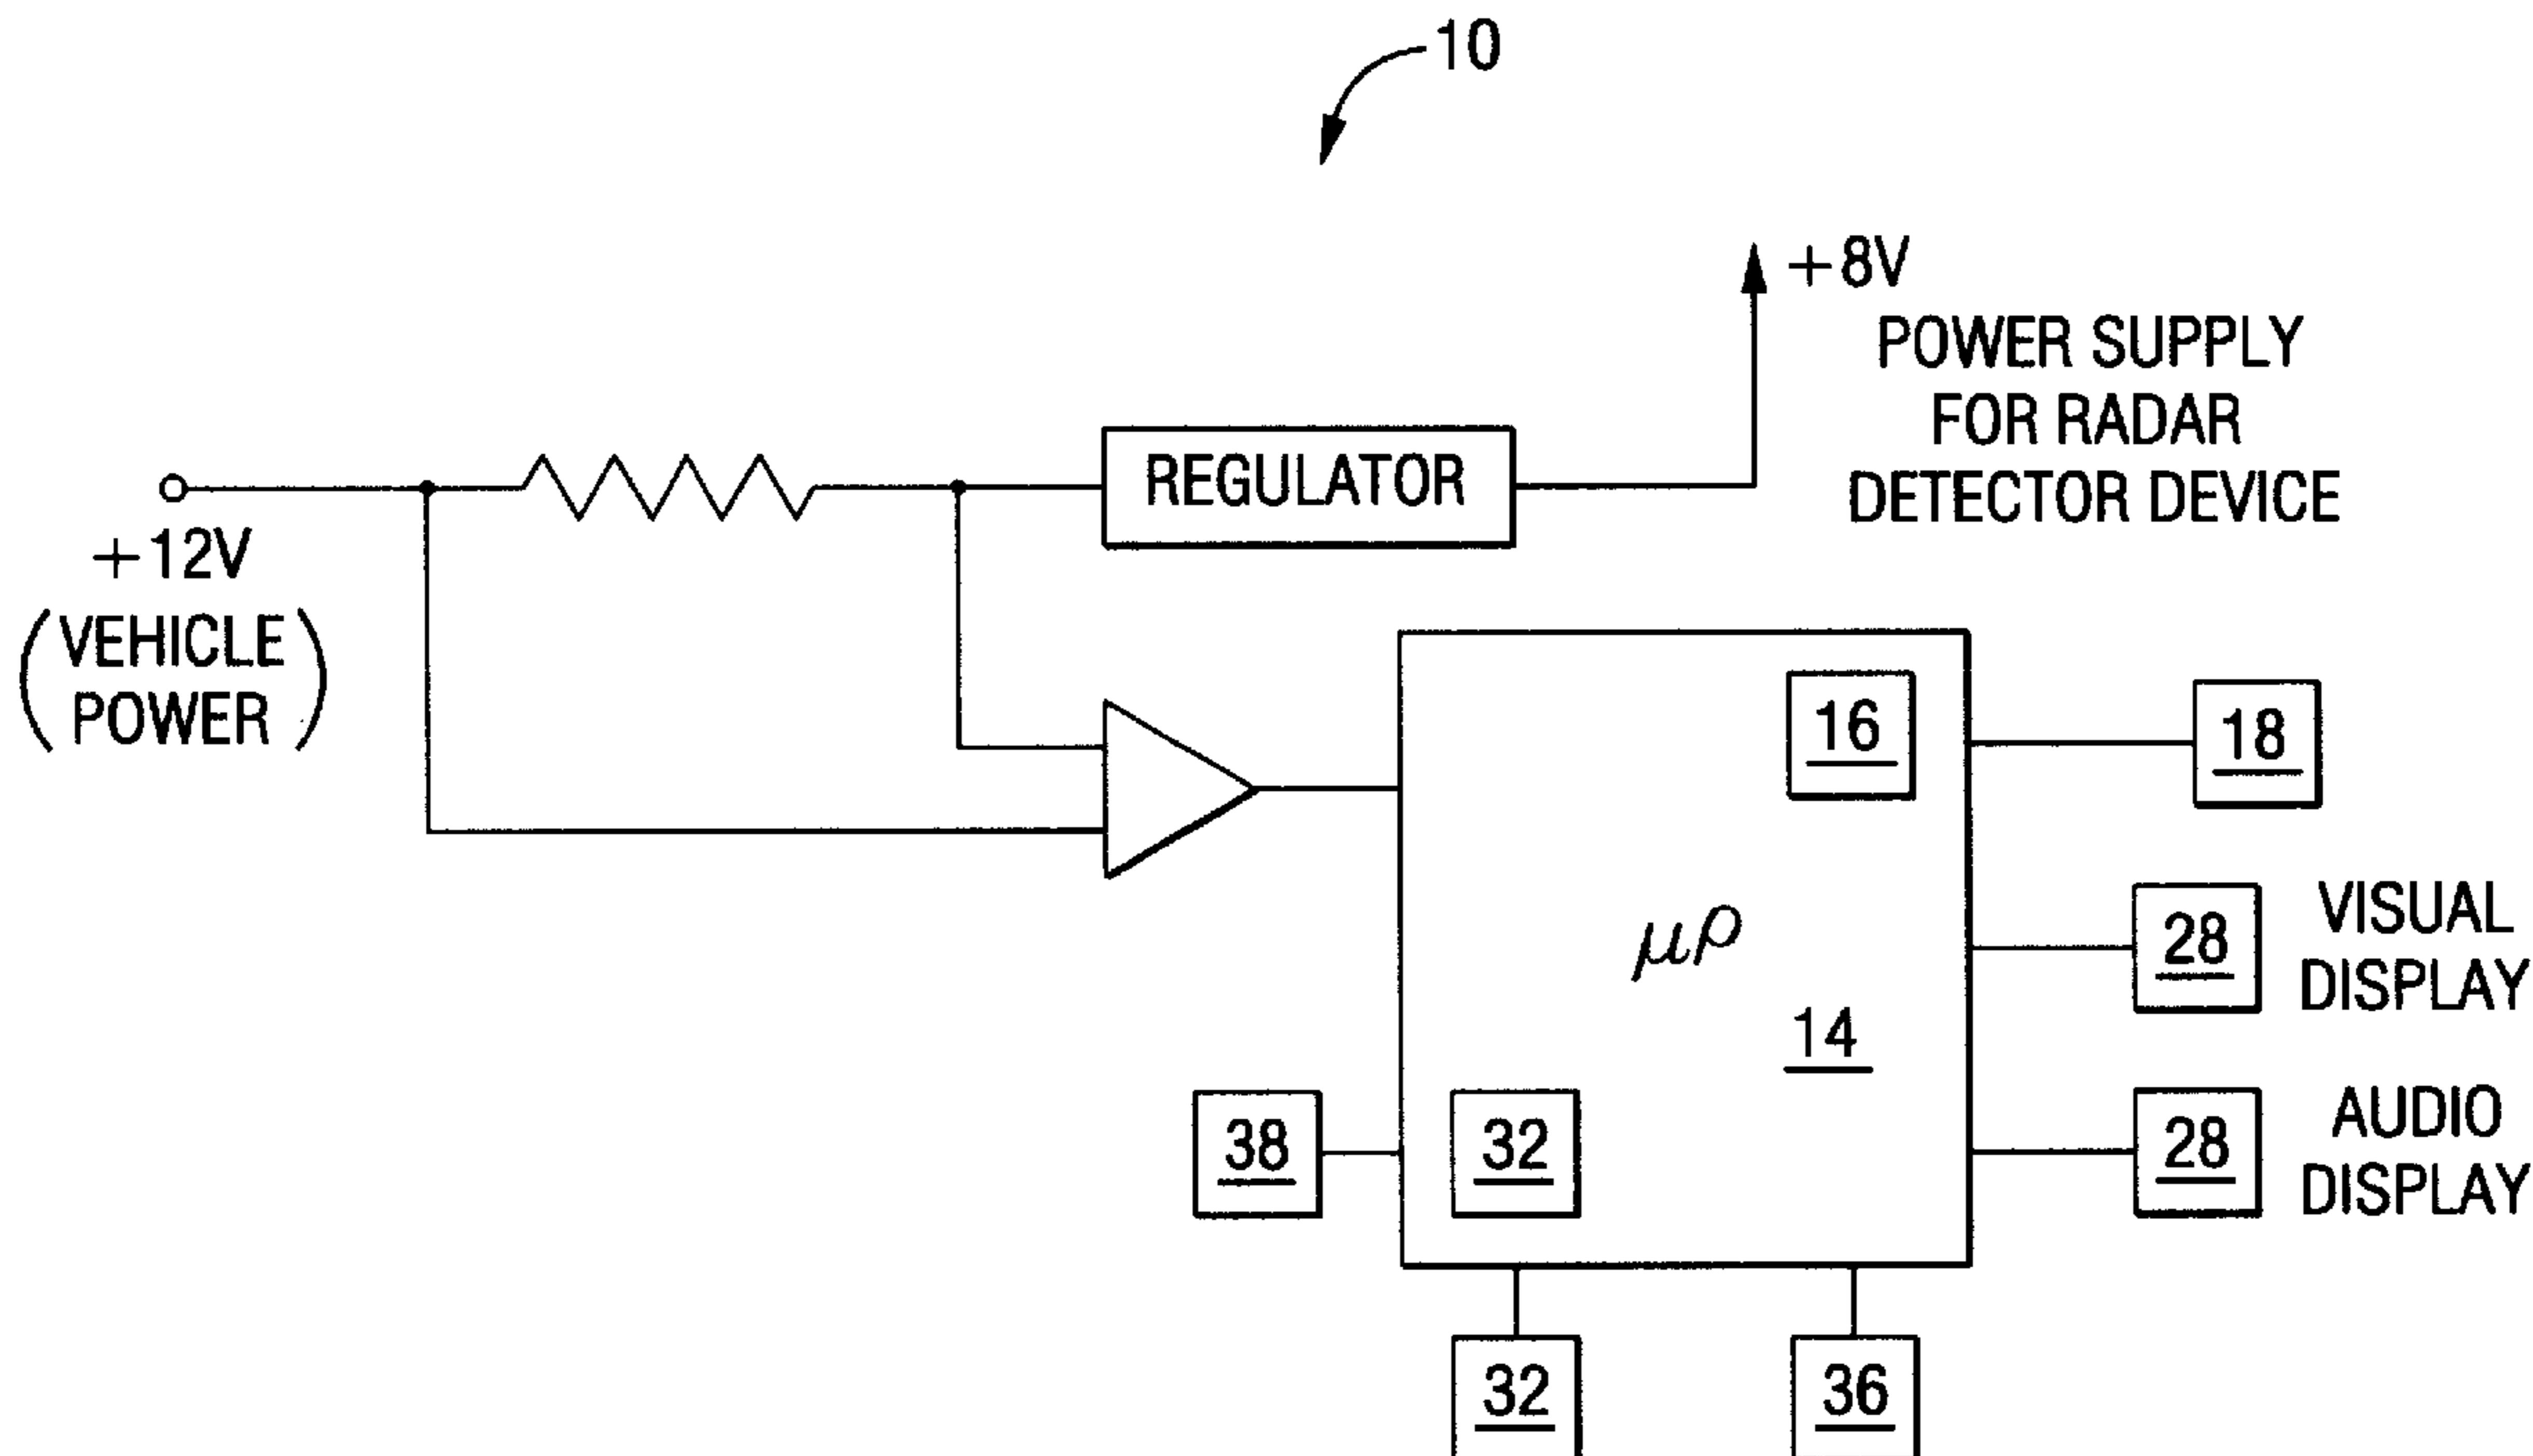 10
+8V
POWER SUPPLY
FOR RADAR
DETECTOR DEVICE
REGULATOR
+12V
(VEHICLE
POWER)
16
18
μρ
14
28
VISUAL
DISPLAY
38
32
28
AUDIO
DISPLAY
32
36